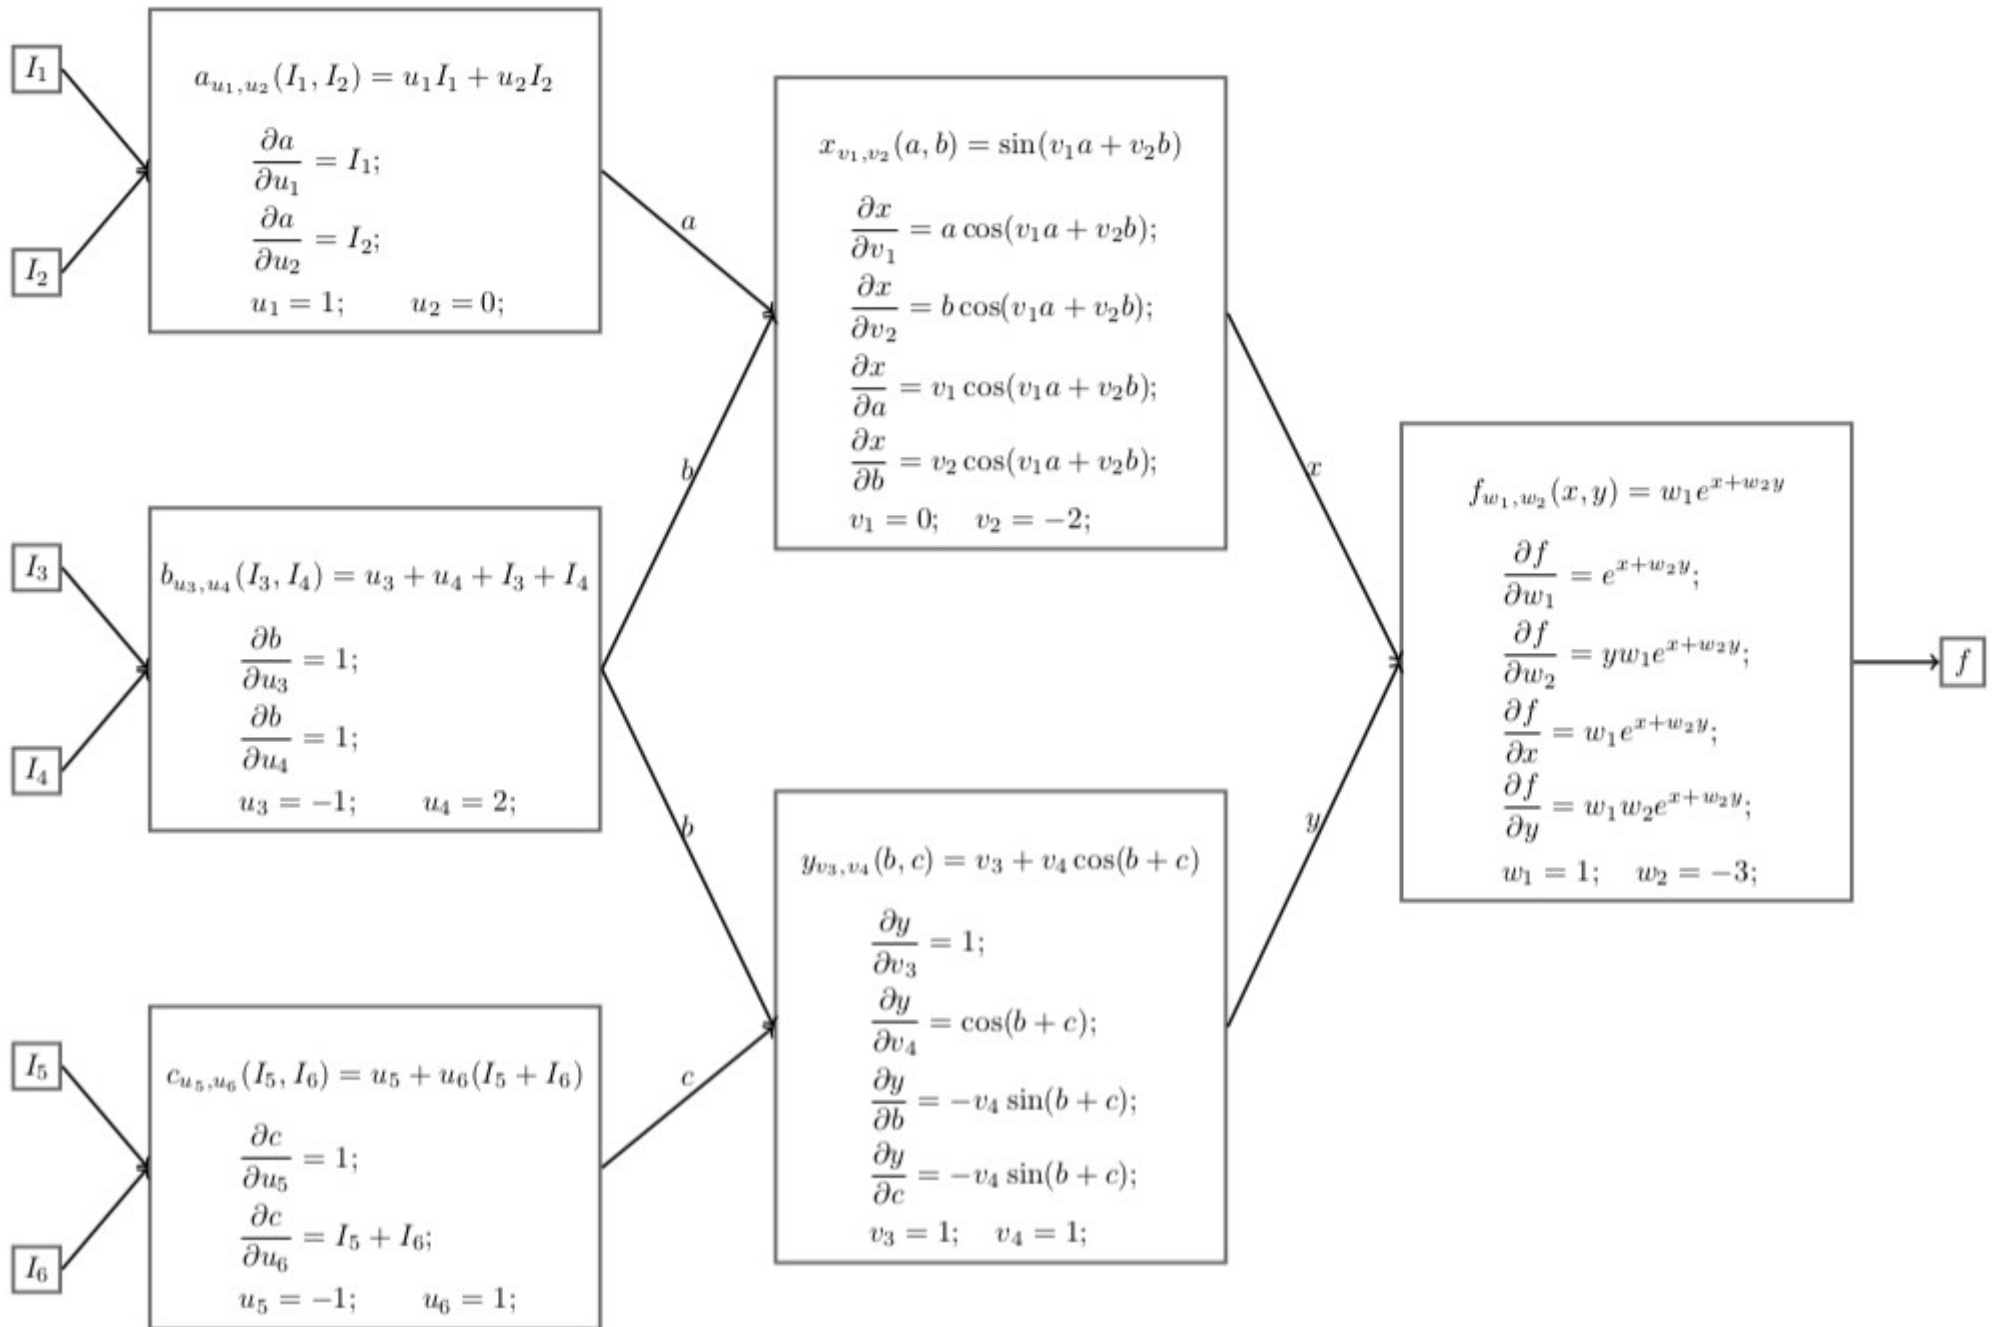 I₁
I₂
a_{u₁,u₂}(I₁, I₂) = u₁I₁ + u₂I₂
∂a/∂u₁ = I₁;
∂a/∂u₂ = I₂;
u₁ = 1; u₂ = 0;
a
I₃
I₄
b_{u₃,u₄}(I₃, I₄) = u₃ + u₄ + I₃ + I₄
∂b/∂u₃ = 1;
∂b/∂u₄ = 1;
u₃ = −1; u₄ = 2;
b
b
I₅
I₆
c_{u₅,u₆}(I₅, I₆) = u₅ + u₆(I₅ + I₆)
∂c/∂u₅ = 1;
∂c/∂u₆ = I₅ + I₆;
u₅ = −1; u₆ = 1;
c
x_{v₁,v₂}(a, b) = sin(v₁a + v₂b)
∂x/∂v₁ = a cos(v₁a + v₂b);
∂x/∂v₂ = b cos(v₁a + v₂b);
∂x/∂a = v₁ cos(v₁a + v₂b);
∂x/∂b = v₂ cos(v₁a + v₂b);
v₁ = 0; v₂ = −2;
x
y_{v₃,v₄}(b, c) = v₃ + v₄ cos(b + c)
∂y/∂v₃ = 1;
∂y/∂v₄ = cos(b + c);
∂y/∂b = −v₄ sin(b + c);
∂y/∂c = −v₄ sin(b + c);
v₃ = 1; v₄ = 1;
y
f_{w₁,w₂}(x, y) = w₁e^{x+w₂y}
∂f/∂w₁ = e^{x+w₂y};
∂f/∂w₂ = yw₁e^{x+w₂y};
∂f/∂x = w₁e^{x+w₂y};
∂f/∂y = w₁w₂e^{x+w₂y};
w₁ = 1; w₂ = −3;
f